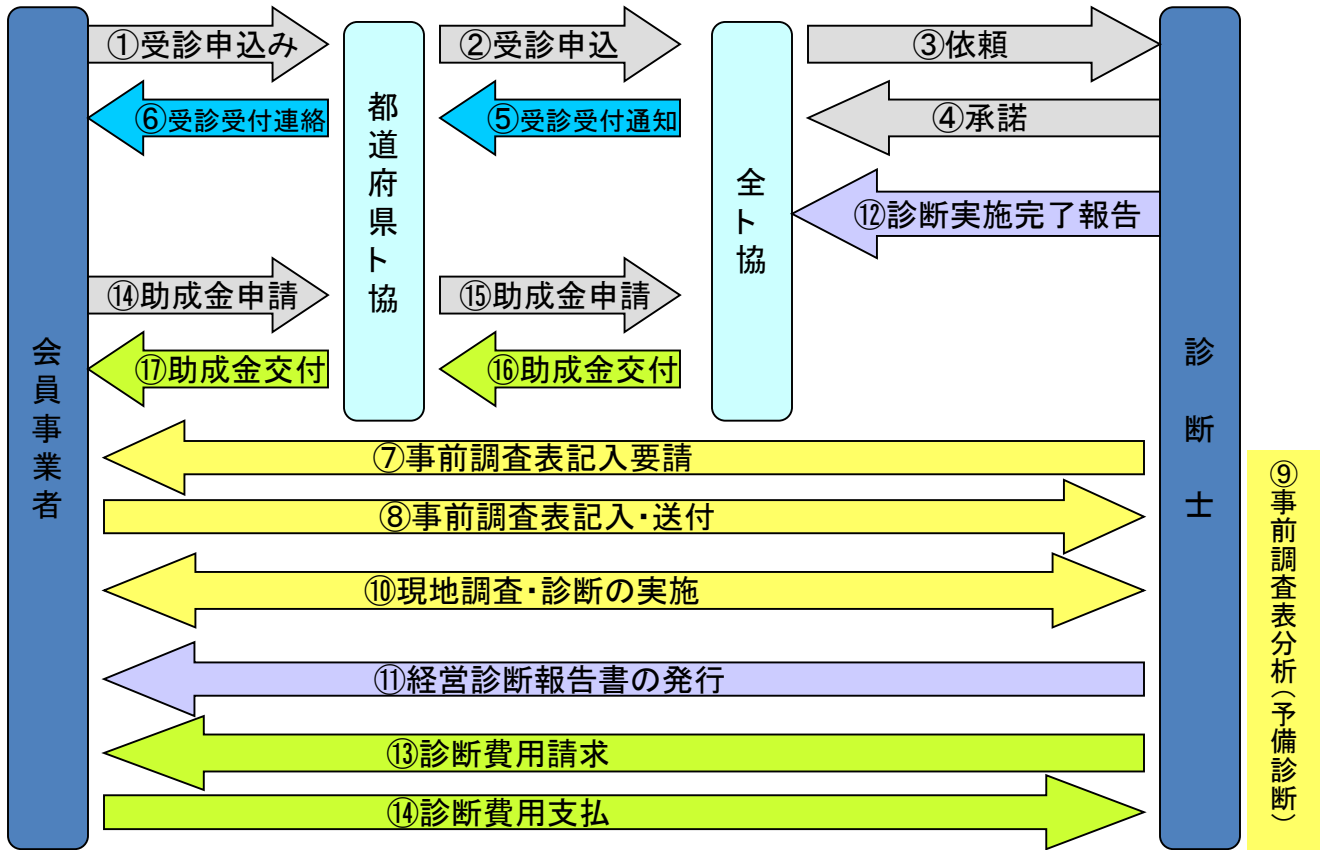 ①受診申込み
②受診申込
③依頼
⑥受診受付連絡
⑤受診受付通知
④承諾
都道府県ト協
全ト協
⑫診断実施完了報告
⑭助成金申請
⑮助成金申請
⑰助成金交付
⑯助成金交付
会員事業者
診断士
⑦事前調査表記入要請
⑧事前調査表記入・送付
⑨事前調査表分析(予備診断)
⑩現地調査・診断の実施
⑪経営診断報告書の発行
⑬診断費用請求
⑭診断費用支払